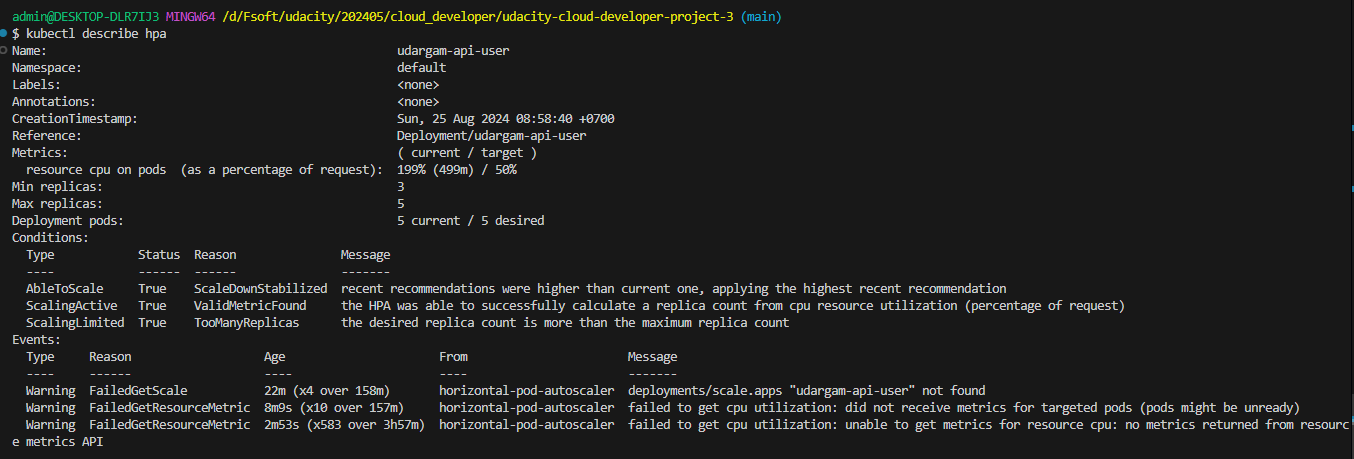 admin@DESKTOP-DLR7IJ3 MINGW64 /d/Fsoft/udacity/202405/cloud_developer/udacity-cloud-developer-project-3 (main)
$ kubectl describe hpa
Name: udargam-api-user
Namespace: default
Labels: <none>
Annotations: <none>
CreationTimestamp: Sun, 25 Aug 2024 08:58:40 +0700
Reference: Deployment/udargam-api-user
Metrics: ( current / target )
  resource cpu on pods  (as a percentage of request): 199% (499m) / 50%
Min replicas: 3
Max replicas: 5
Deployment pods: 5 current / 5 desired
Conditions:
  Type Status Reason Message
  ---- ------ ------ -------
  AbleToScale True ScaleDownStabilized recent recommendations were higher than current one, applying the highest recent recommendation
  ScalingActive True ValidMetricFound the HPA was able to successfully calculate a replica count from cpu resource utilization (percentage of request)
  ScalingLimited True TooManyReplicas the desired replica count is more than the maximum replica count
Events:
  Type Reason Age From Message
  ---- ------ ---- ---- -------
  Warning FailedGetScale 22m (x4 over 158m) horizontal-pod-autoscaler deployments/scale.apps "udargam-api-user" not found
  Warning FailedGetResourceMetric 8m9s (x10 over 157m) horizontal-pod-autoscaler failed to get cpu utilization: did not receive metrics for targeted pods (pods might be unready)
  Warning FailedGetResourceMetric 2m53s (x583 over 3h57m) horizontal-pod-autoscaler failed to get cpu utilization: unable to get metrics for resource cpu: no metrics returned from resourc
e metrics API